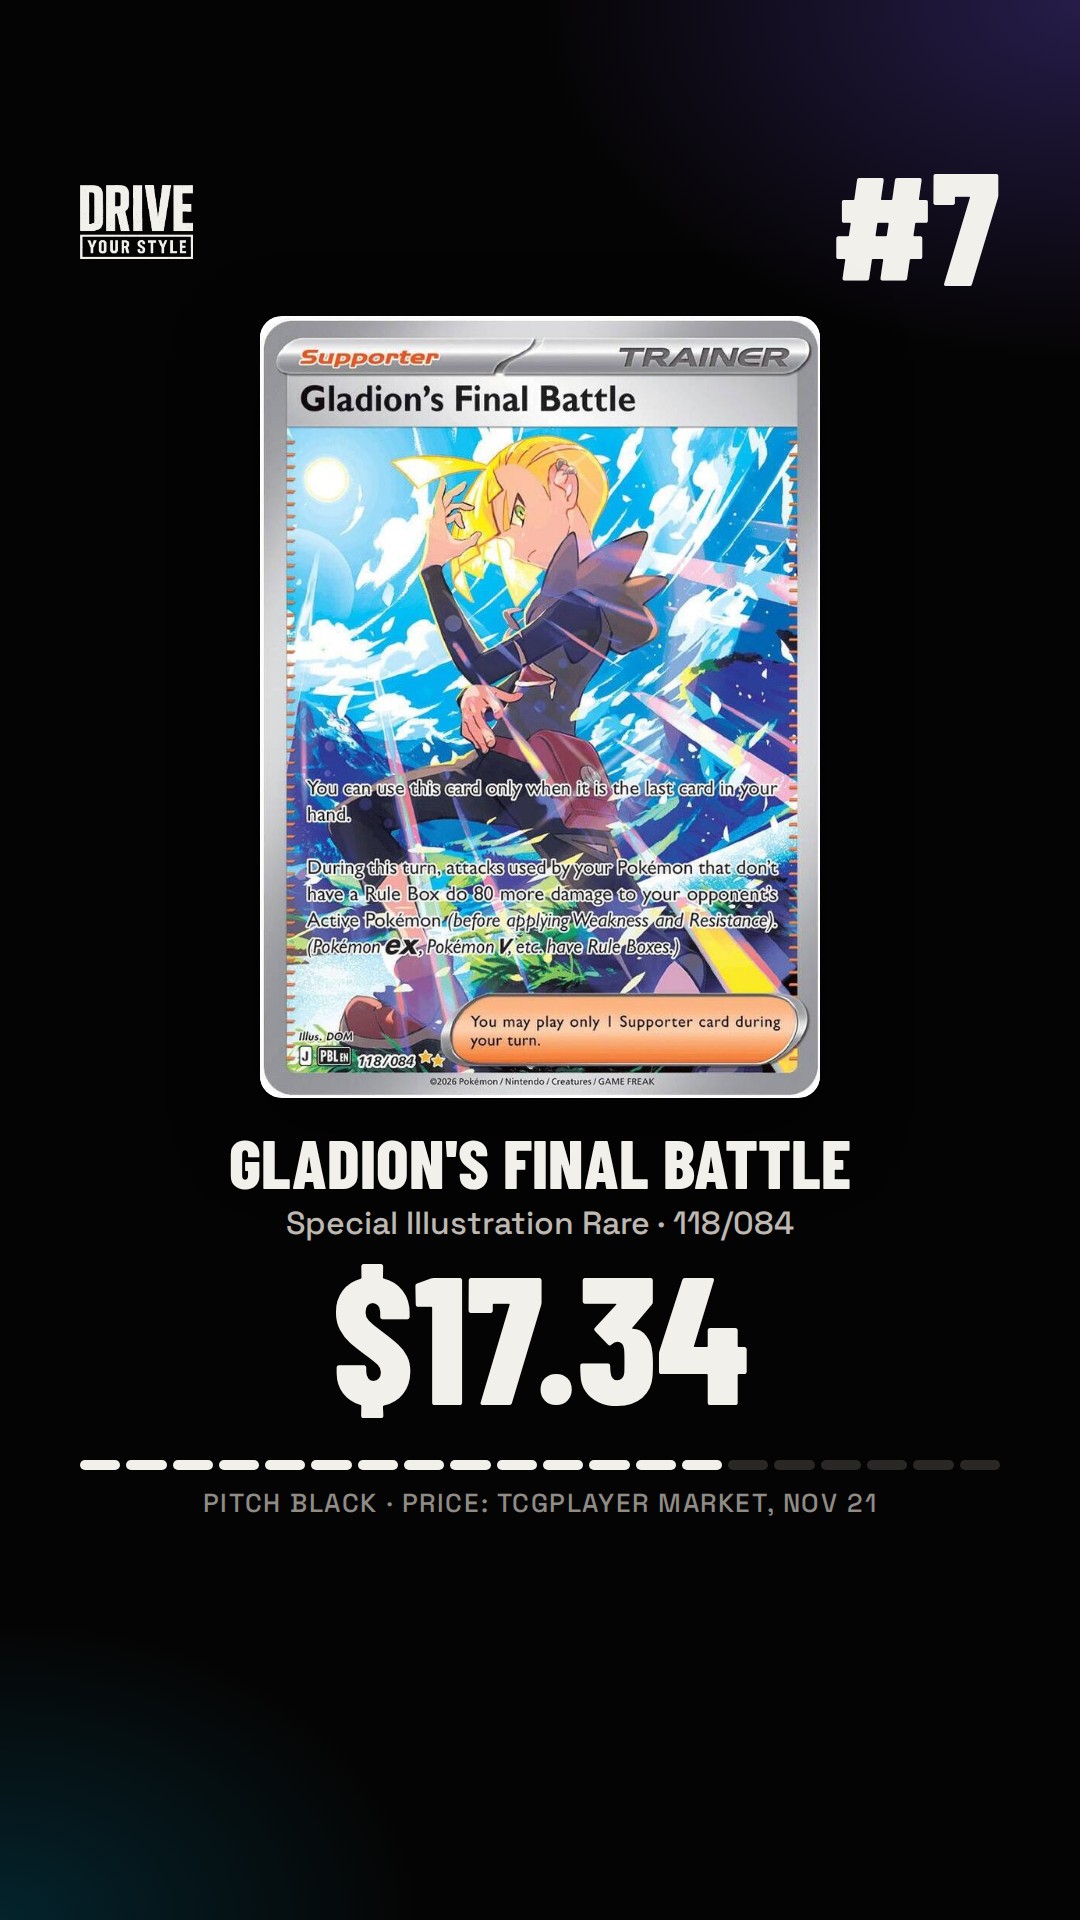 DRIVE
YOUR STYLE
#7
Supporter
TRAINER
Gladion's Final Battle
You can use this card only when it is the last card in your
hand.
During this turn, attacks used by your Pokémon that don't
have a Rule Box do 80 more damage to your opponent's
Active Pokémon (before applying Weakness and Resistance).
(Pokémon ex, Pokémon V, etc. have Rule Boxes.)
You may play only 1 Supporter card during
your turn.
Illus. DOM
J PBL EN 118/084
©2026 Pokémon / Nintendo / Creatures / GAME FREAK
GLADION'S FINAL BATTLE
Special Illustration Rare · 118/084
$17.34
PITCH BLACK · PRICE: TCGPLAYER MARKET, NOV 21